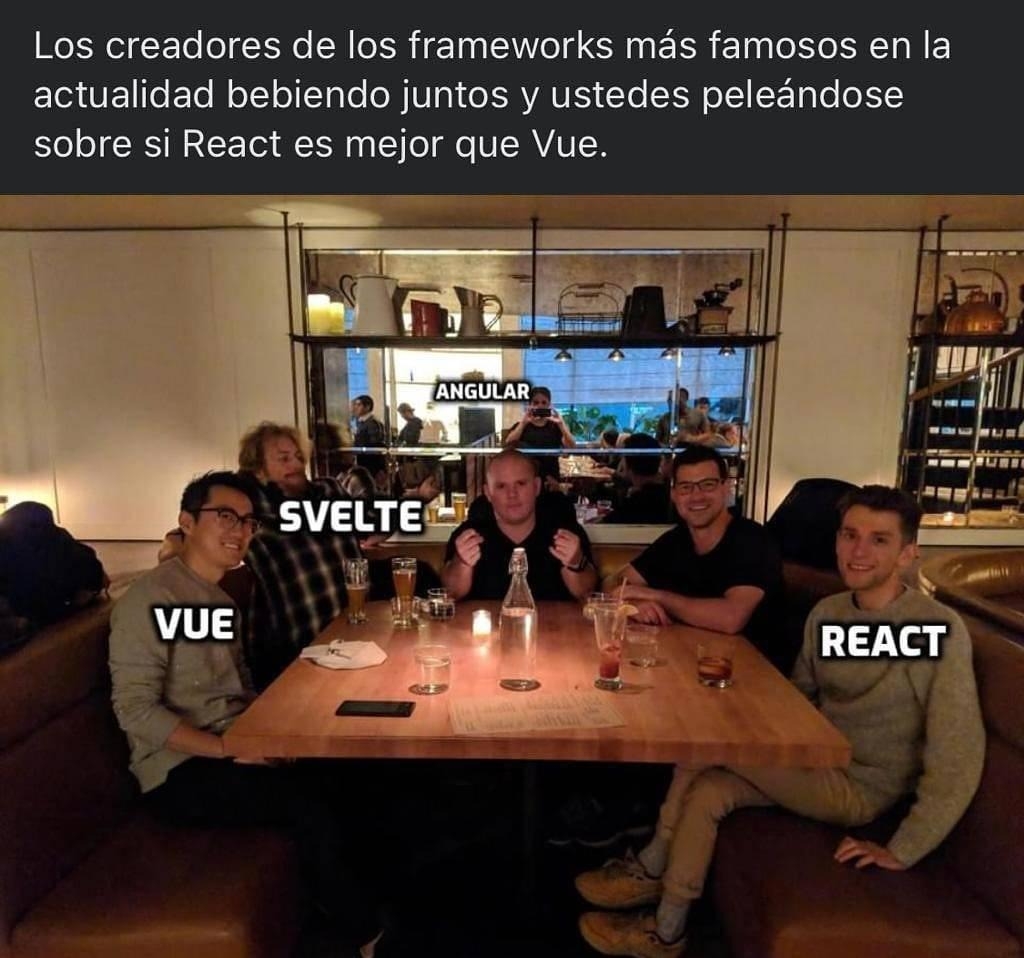 Los creadores de los frameworks más famosos en la
actualidad bebiendo juntos y ustedes peleándose
sobre si React es mejor que Vue.
ANGULAR
SVELTE
VUE
REACT